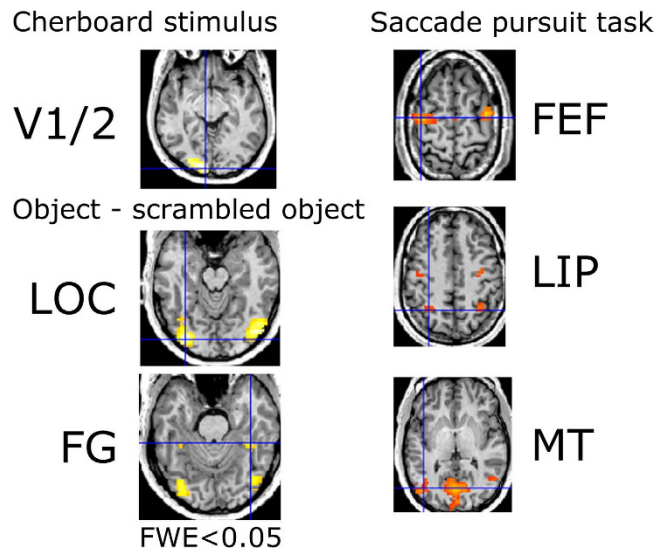 Cherboard stimulus
V1/2
Object - scrambled object
LOC
FG
FWE<0.05
Saccade pursuit task
FEF
LIP
MT